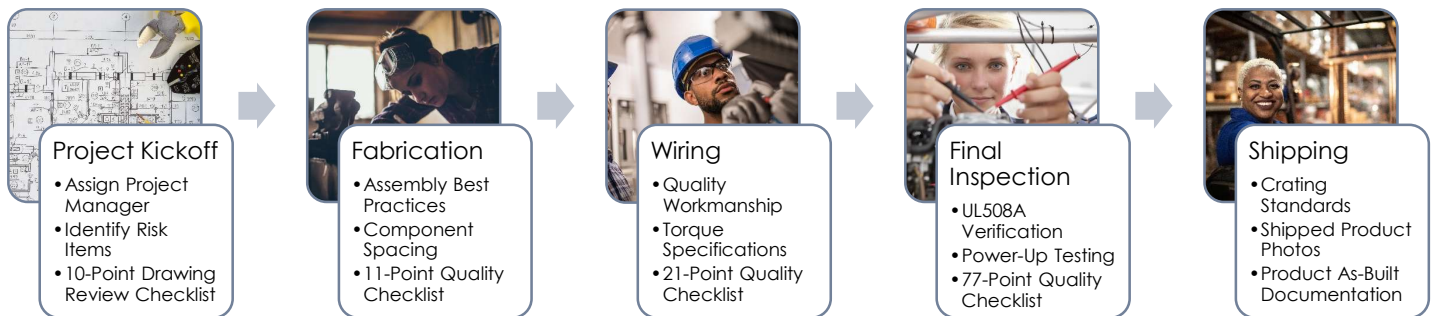 Project Kickoff
•Assign Project
Manager
•Identify Risk
Items
•10-Point Drawing
Review Checklist
Fabrication
•Assembly Best
Practices
•Component
Spacing
•11-Point Quality
Checklist
Wiring
•Quality
Workmanship
•Torque
Specifications
•21-Point Quality
Checklist
Final
Inspection
•UL508A
Verification
•Power-Up Testing
•77-Point Quality
Checklist
Shipping
•Crating
Standards
•Shipped Product
Photos
•Product As-Built
Documentation